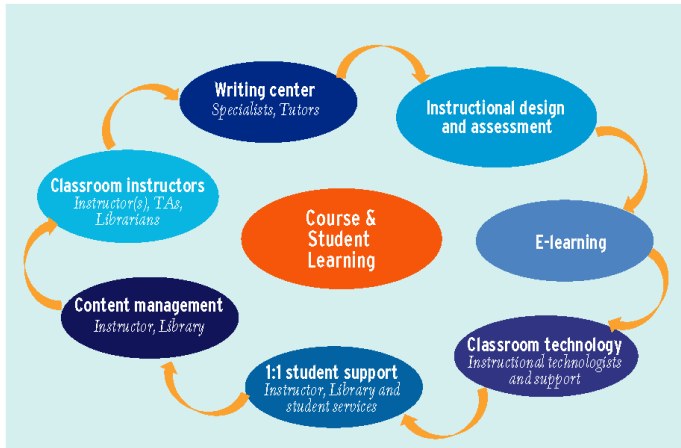 Writing center
Specialists, Tutors
Instructional design
and assessment
Classroom instructors
Instructor(s), TAs,
Librarians
Course &
Student
Learning
E-learning
Content management
Instructor, Library
Classroom technology
Instructional technologists
and support
1:1 student support
Instructor, Library and
student services